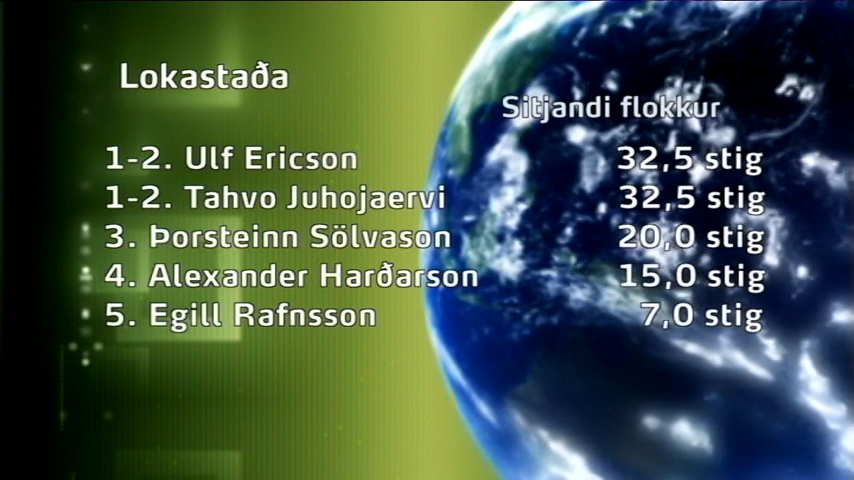 Lokastaða
Sitjandi flokkur
1-2. Ulf Ericson 32,5 stig
1-2. Tahvo Juhojaervi 32,5 stig
3. Þorsteinn Sölvason 20,0 stig
4. Alexander Harðarson 15,0 stig
5. Egill Rafnsson 7,0 stig